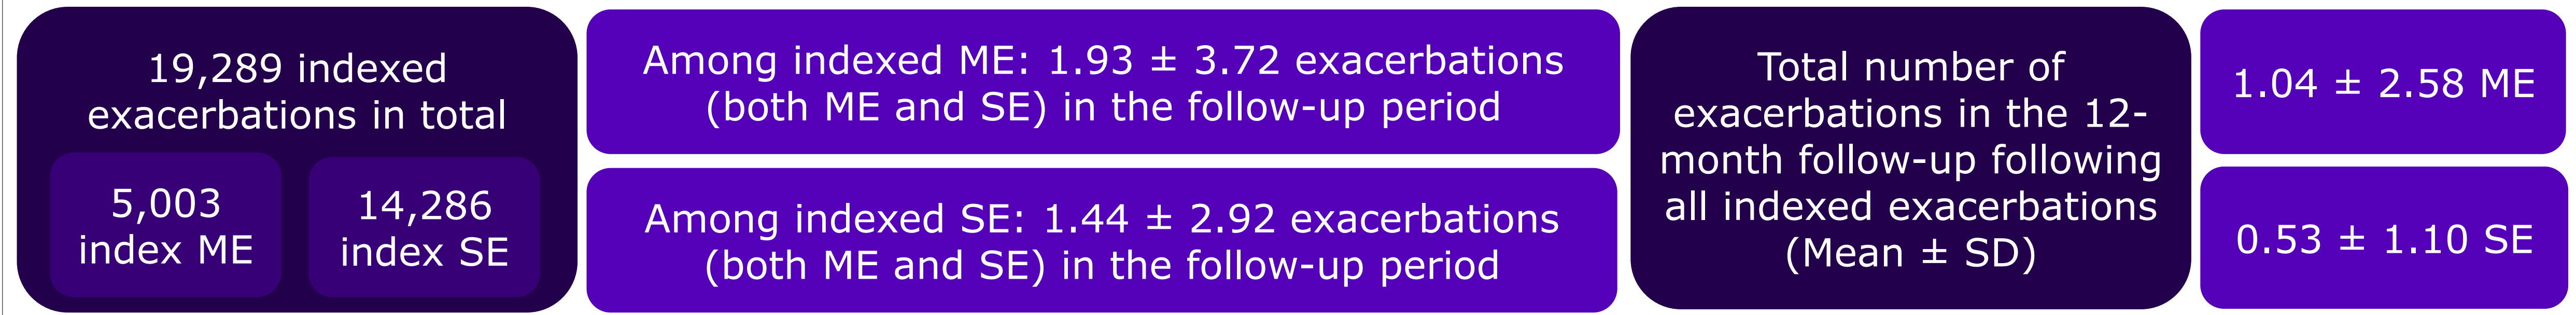 19,289 indexed
exacerbations in total
5,003
index ME
14,286
index SE
Among indexed ME: 1.93 ± 3.72 exacerbations
(both ME and SE) in the follow-up period
Among indexed SE: 1.44 ± 2.92 exacerbations
(both ME and SE) in the follow-up period
Total number of
exacerbations in the 12-
month follow-up following
all indexed exacerbations
(Mean ± SD)
1.04 ± 2.58 ME
0.53 ± 1.10 SE